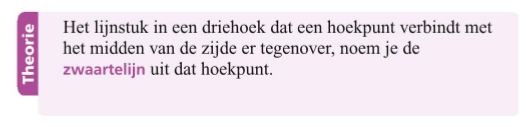 Theorie
Het lijnstuk in een driehoek dat een hoekpunt verbindt met
het midden van de zijde er tegenover, noem je de
zwaartelijn uit dat hoekpunt.